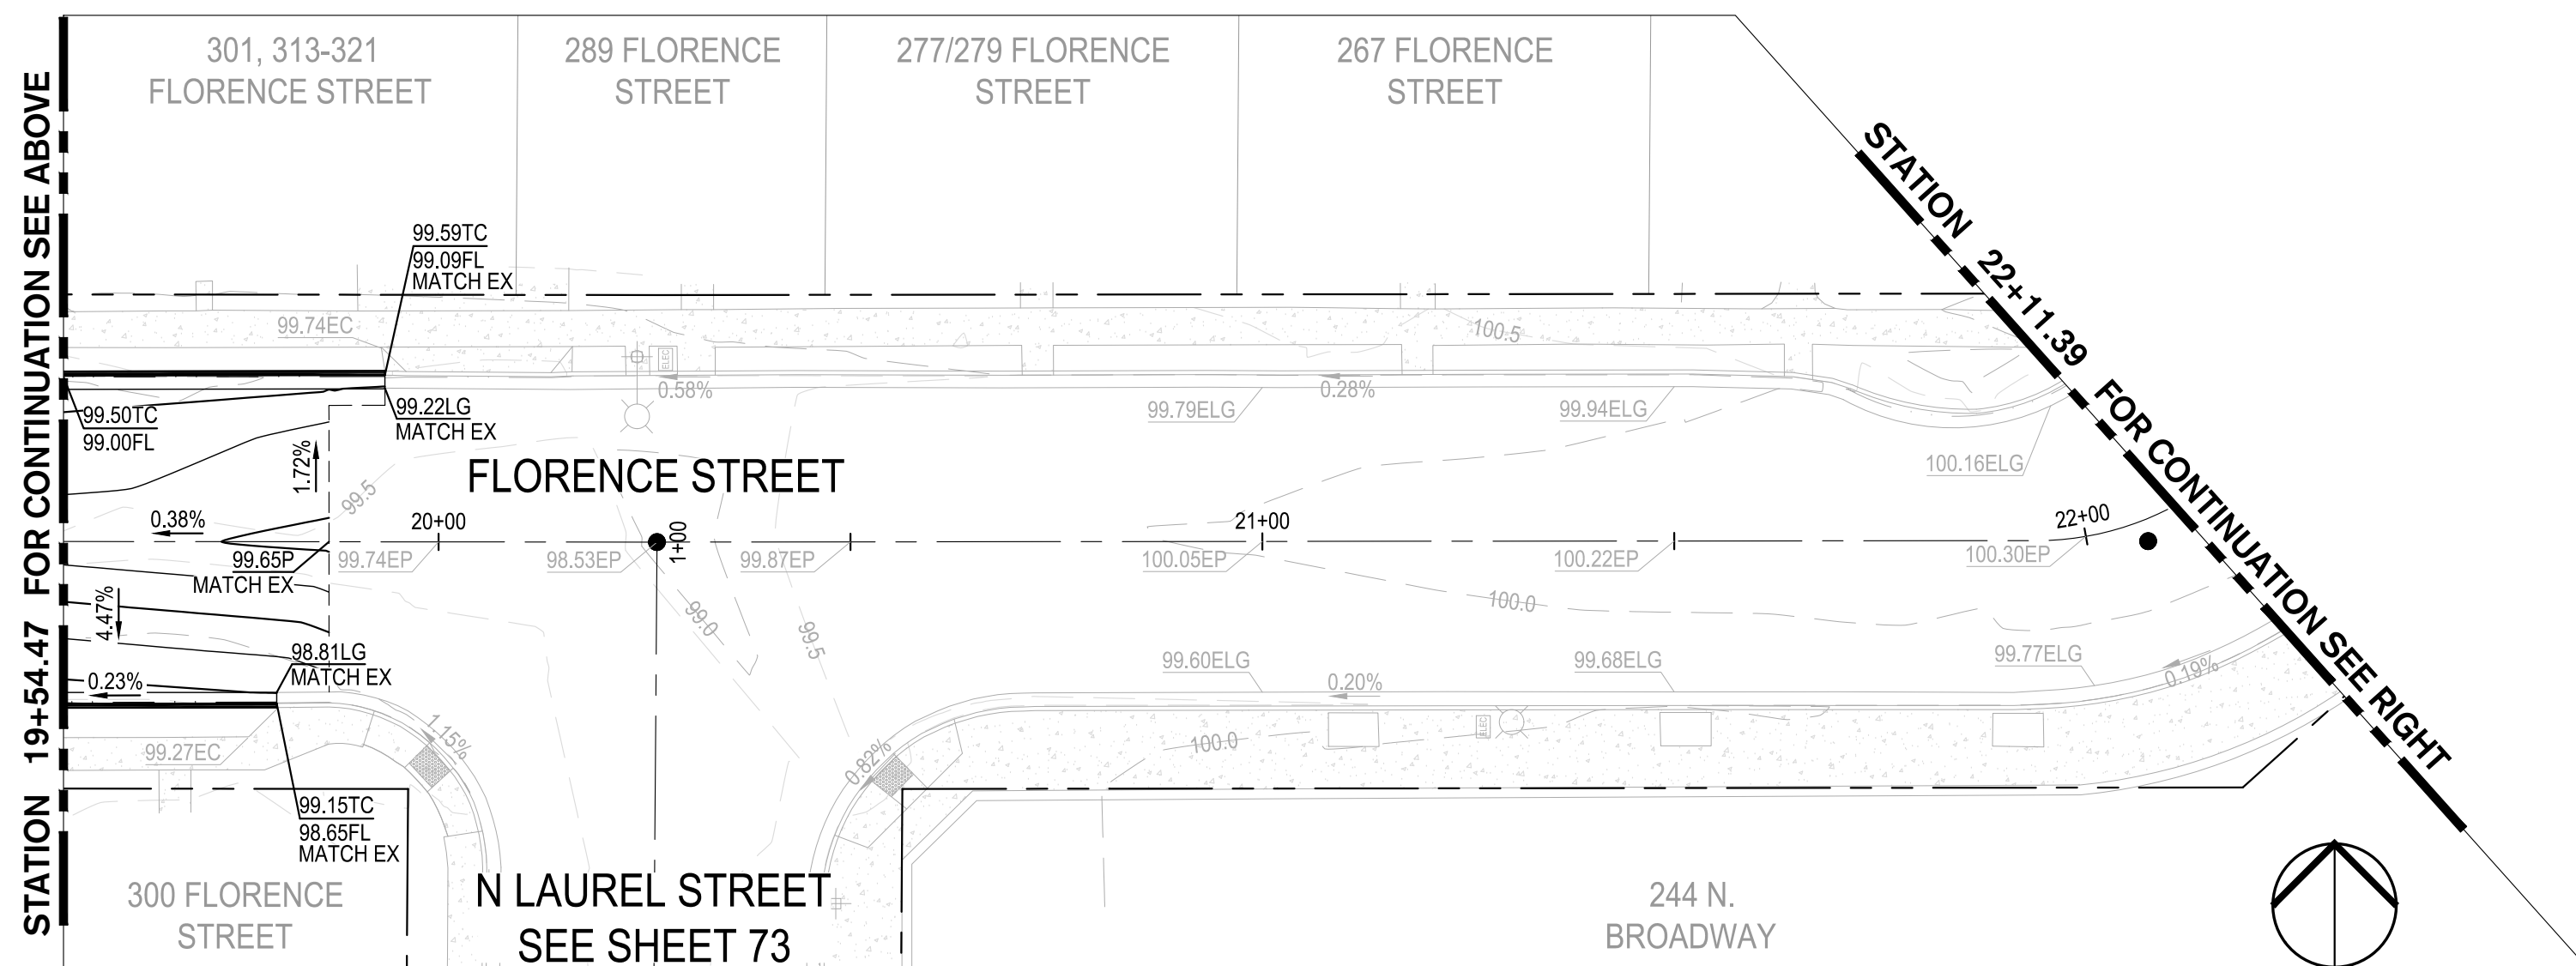 STATION 19+54.47 FOR CONTINUATION SEE ABOVE
301, 313-321
FLORENCE STREET
289 FLORENCE
STREET
277/279 FLORENCE
STREET
267 FLORENCE
STREET
STATION 22+11.39 FOR CONTINUATION SEE RIGHT
99.59TC
99.09FL
MATCH EX
99.74EC
ELEC
100.5
0.58%
0.28%
99.50TC
99.00FL
99.22LG
MATCH EX
99.79ELG
99.94ELG
100.16ELG
1.72%
99.5
FLORENCE STREET
0.38%
20+00
1+00
21+00
22+00
99.65P
MATCH EX
99.74EP
98.53EP
99.87EP
100.05EP
100.22EP
100.30EP
4.47%
99.0
99.5
100.0
98.81LG
MATCH EX
0.23%
99.60ELG
99.68ELG
99.77ELG
0.20%
0.19%
99.27EC
1.15%
0.82%
100.0
ELEC
99.15TC
98.65FL
MATCH EX
300 FLORENCE
STREET
N LAUREL STREET
SEE SHEET 73
244 N.
BROADWAY